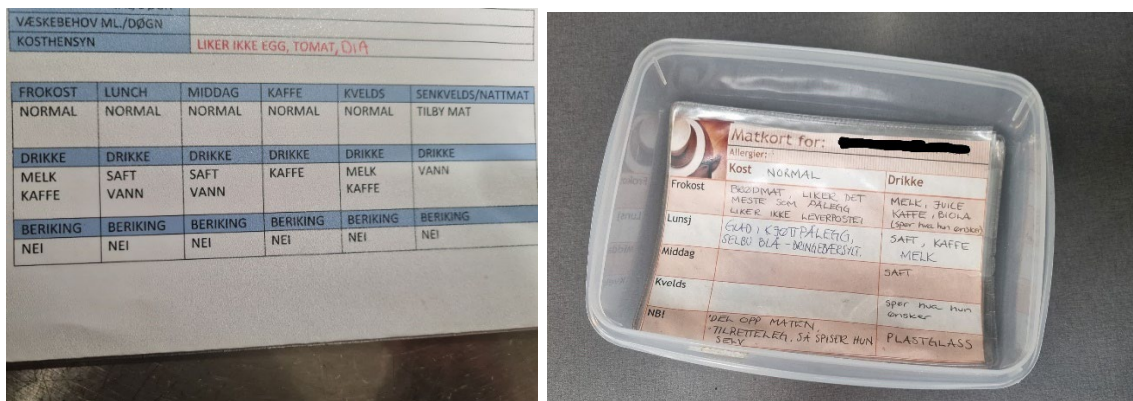 VÆSKEBEHOV ML./DØGN
KOSTHENSYN LIKER IKKE EGG, TOMAT, DIA
FROKOST LUNCH MIDDAG KAFFE KVELDS SENKVELDS/NATTMAT
NORMAL NORMAL NORMAL NORMAL NORMAL TILBY MAT
DRIKKE DRIKKE DRIKKE DRIKKE DRIKKE DRIKKE
MELK SAFT SAFT KAFFE MELK VANN
KAFFE VANN VANN KAFFE
BERIKING BERIKING BERIKING BERIKING BERIKING BERIKING
NEI NEI NEI NEI NEI NEI
Matkort for:
Allergier:
Kost NORMAL Drikke
Frokost
BRØDMAT, LIKER DET
MESTE SOM PÅLEGG
LIKER IKKE LEVERPOSTEI
MELK, JUICE
KAFFE, BIOLA
(spør hva hun ønsker)
Lunsj
GLAD I KJØTTPÅLEGG,
SELBU BLÅ - BRINGEBÆRSYLT.
SAFT, KAFFE
MELK
Middag
SAFT
Kvelds
spør hva hun
ønsker
NB!
DEL OPP MATEN,
TILRETTELEG, SÅ SPISER HUN
SELV
PLASTGLASS